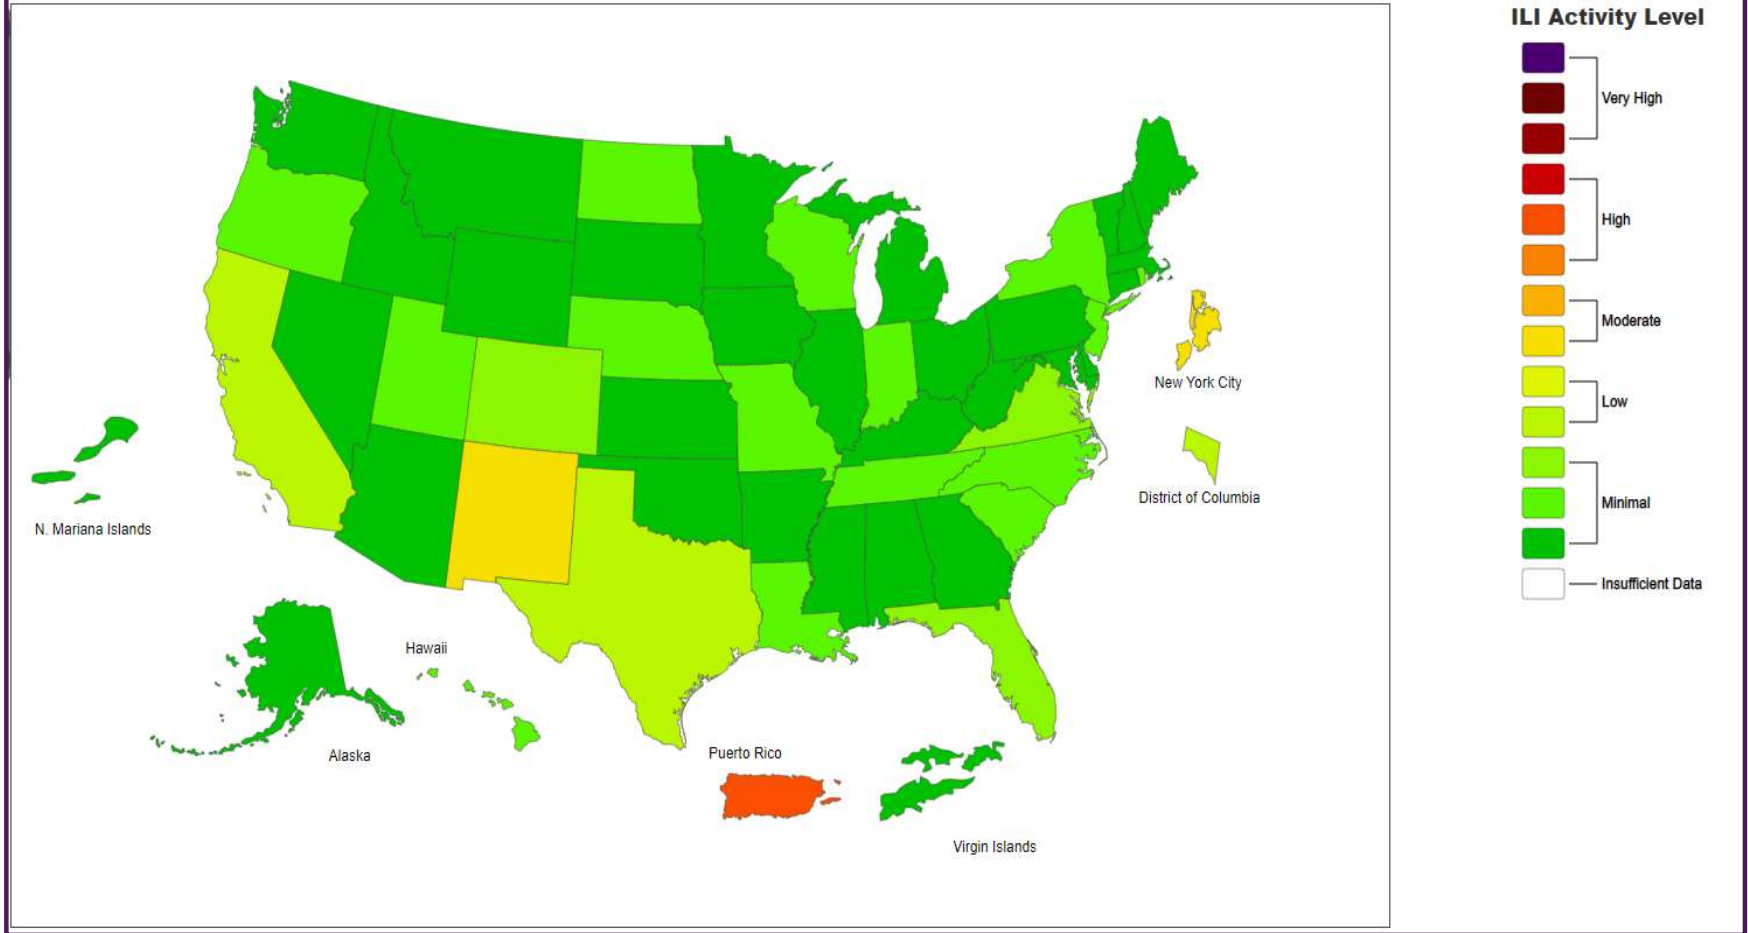 ILI Activity Level
Very High
High
Moderate
Low
Minimal
Insufficient Data
New York City
District of Columbia
N. Mariana Islands
Hawaii
Alaska
Puerto Rico
Virgin Islands